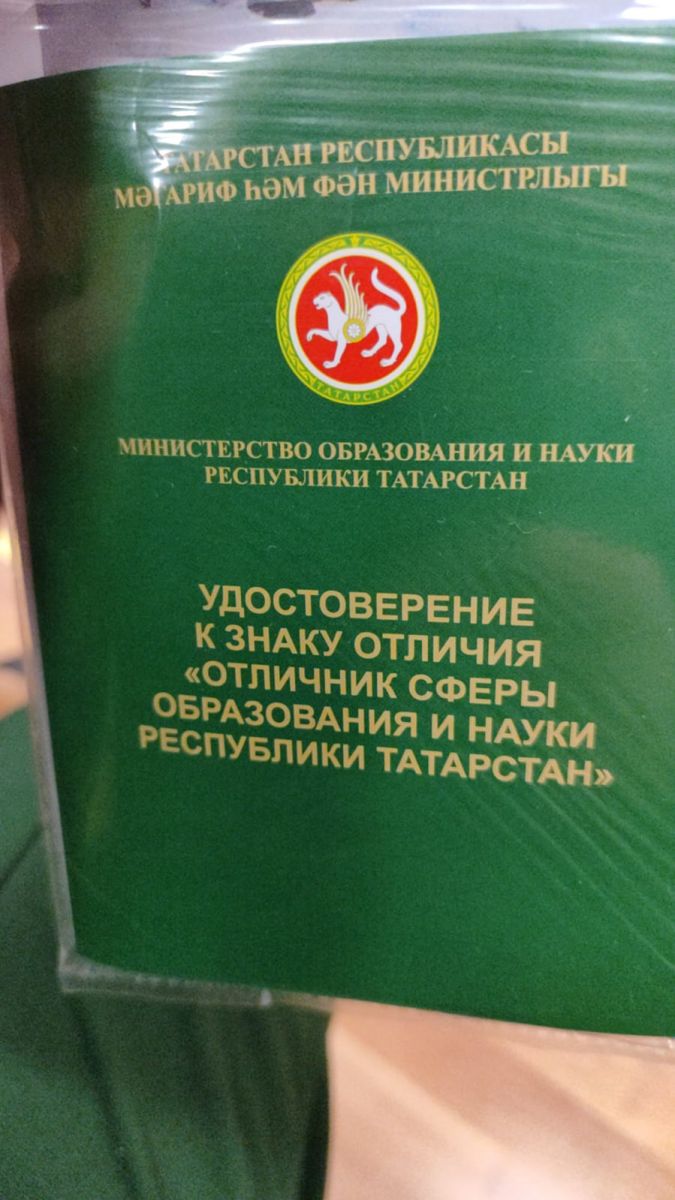 ТАТАРСТАН РЕСПУБЛИКАСЫ
МӘГАРИФ ҺӘМ ФӘН МИНИСТРЛЫГЫ
ТАТАРСТАН
МИНИСТЕРСТВО ОБРАЗОВАНИЯ И НАУКИ
РЕСПУБЛИКИ ТАТАРСТАН
УДОСТОВЕРЕНИЕ
К ЗНАКУ ОТЛИЧИЯ
«ОТЛИЧНИК СФЕРЫ
ОБРАЗОВАНИЯ И НАУКИ
РЕСПУБЛИКИ ТАТАРСТАН»